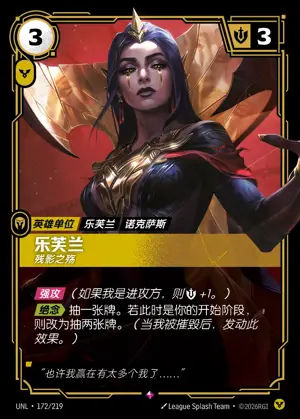 3
3
英雄单位 乐芙兰 诺克萨斯
乐芙兰
残影之殇
强攻 (如果我是进攻方,则 +1。)
绝念 抽一张牌。若此时是你的开始阶段,
则改为抽两张牌。(当我被摧毁后,发动此
效果。)
“也许我赢在有太多个我了……”
UNL • 172/219 League Splash Team • ©2026RGI